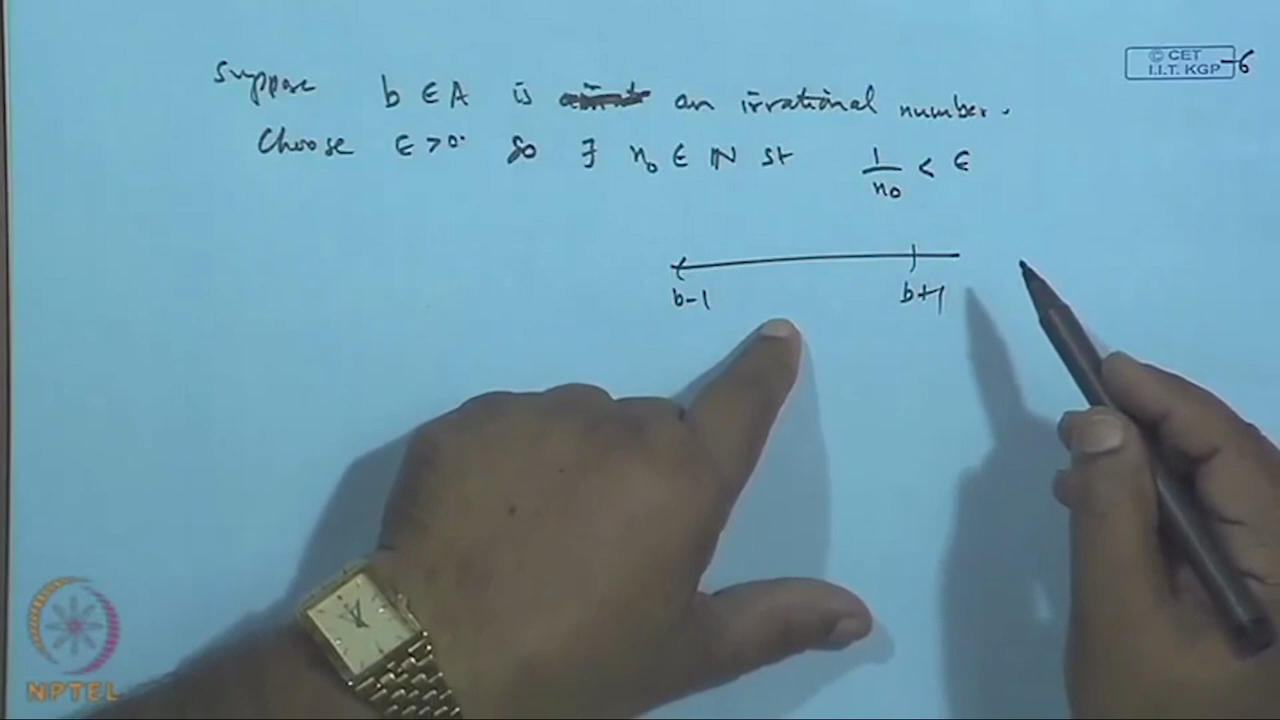 © CET
I.I.T. KGP -6
Suppose b ∈ A is an irrational number.
Choose ε > 0. So ∃ n₀ ∈ ℕ st 1/n₀ < ε
b-1 b+1
NPTEL